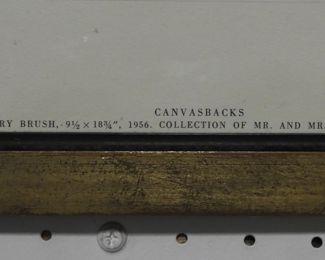 CANVASBACKS
RY BRUSH, 9½ × 18¾", 1956. COLLECTION OF MR. AND MR